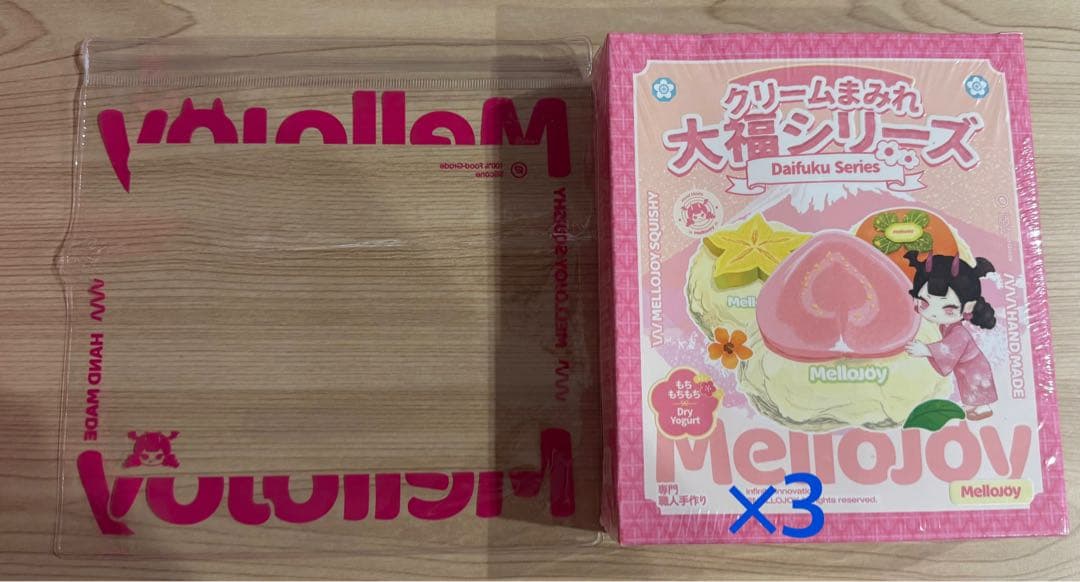 Mellojoy
100% Food-Grade
Silicone
MELLOJOY SQUISHY
HAND MADE
Mellojoy
クリームまみれ
大福シリーズ
Daifuku Series
MELLOJOY SQUISHY
HAND MADE
Mellojoy
Mellojoy
もち
もちもち
Dry
Yogurt
Mellojoy
専門
職人手作り
MelloJoy
×3